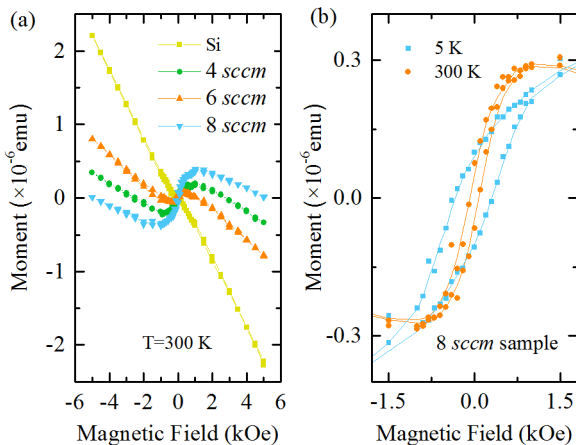 (a)
Si
4 sccm
6 sccm
8 sccm
T=300 K
Moment (×10⁻⁶emu)
2
1
0
-1
-2
-6 -4 -2 0 2 4 6
Magnetic Field (kOe)
(b)
5 K
300 K
8 sccm sample
Moment (×10⁻⁶emu)
0.3
0.0
-0.3
-1.5 0.0 1.5
Magnetic Field (kOe)